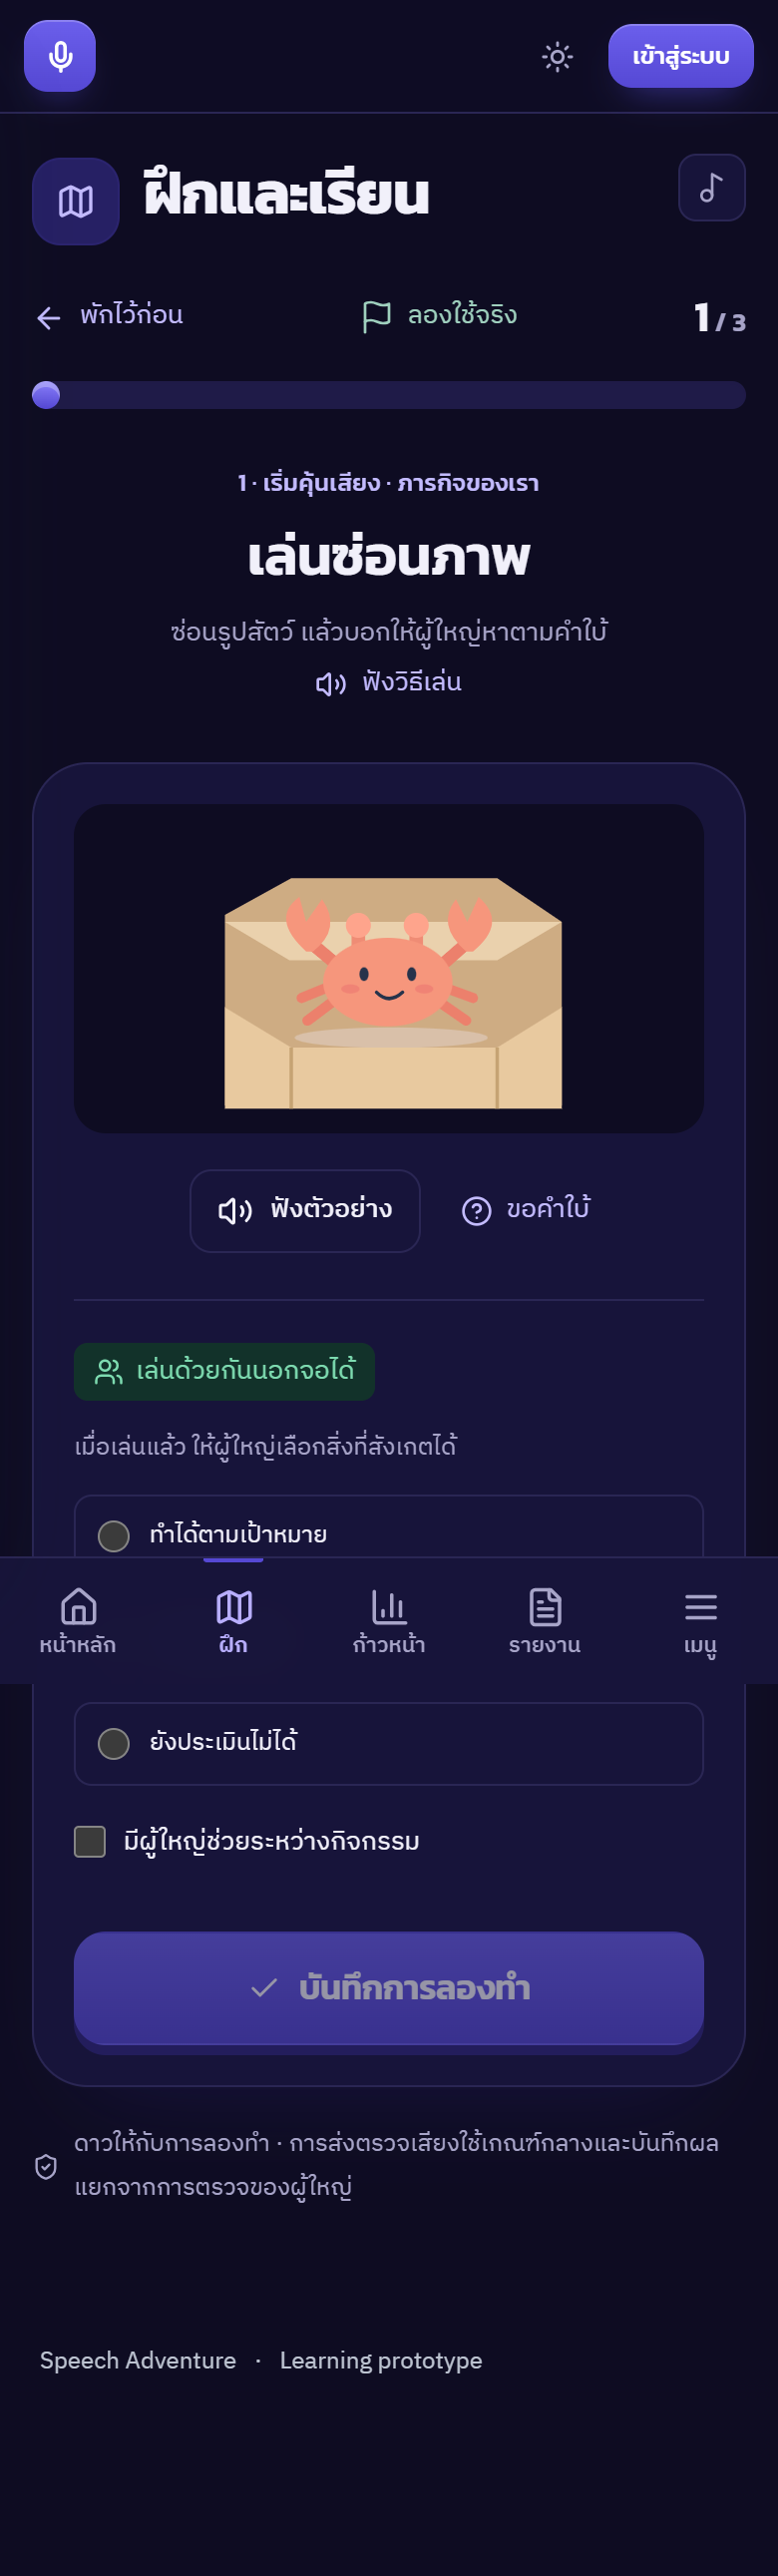 เข้าสู่ระบบ
ฝึกและเรียน
พักไว้ก่อน
ลองใช้จริง
1 / 3
1 · เริ่มคุ้นเสียง · ภารกิจของเรา
เล่นซ่อนภาพ
ซ่อนรูปสัตว์ แล้วบอกให้ผู้ใหญ่หาตามคำใบ้
ฟังวิธีเล่น
ฟังตัวอย่าง
ขอคำใบ้
เล่นด้วยกันนอกจอได้
เมื่อเล่นแล้ว ให้ผู้ใหญ่เลือกสิ่งที่สังเกตได้
ทำได้ตามเป้าหมาย
หน้าหลัก
ฝึก
ก้าวหน้า
รายงาน
เมนู
ยังประเมินไม่ได้
มีผู้ใหญ่ช่วยระหว่างกิจกรรม
บันทึกการลองทำ
ดาวให้กับการลองทำ · การส่งตรวจเสียงใช้เกณฑ์กลางและบันทึกผล
แยกจากการตรวจของผู้ใหญ่
Speech Adventure · Learning prototype